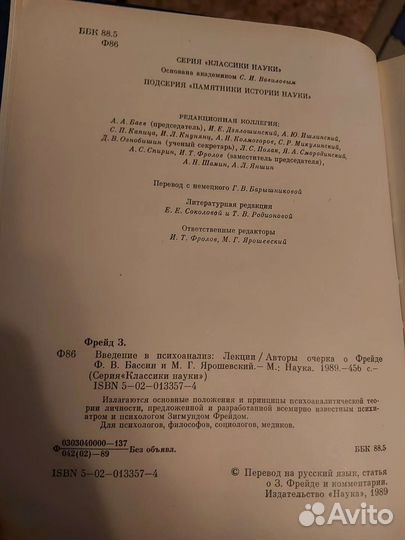 ББК 88.5
Ф86
СЕРИЯ «КЛАССИКИ НАУКИ»
Основана академиком С. И. Вавиловым
ПОДСЕРИЯ «ПАМЯТНИКИ ИСТОРИИ НАУКИ»
РЕДАКЦИОННАЯ КОЛЛЕГИЯ:
А. А. Баев (председатель), И. Е. Дзялошинский, А. Ю. Ишлинский,
С. П. Капица, И. Л. Кнунянц, А. Н. Колмогоров, С. Р. Микулинский,
Д. В. Ознобишин (ученый секретарь), Л. С. Полак, Я. А. Смородинский,
А. С. Спирин, И. Т. Фролов (заместитель председателя),
А. Н. Шамин, А. Л. Яншин
Перевод с немецкого Г. В. Барышниковой
Литературная редакция
Е. Е. Соколовой и Т. В. Родионовой
Ответственные редакторы
И. Т. Фролов, М. Г. Ярошевский
Фрейд З.
Ф86 Введение в психоанализ: Лекции / Авторы очерка о Фрейде
Ф. В. Бассин и М. Г. Ярошевский.— М.: Наука. 1989.—456 с.—
(Серия«Классики науки»)
ISBN 5—02—013357—4
Излагаются основные положения и принципы психоаналитической тео-
рии личности, предложенной и разработанной всемирно известным псих-
иатром и психологом Зигмундом Фрейдом.
Для психологов, философов, социологов, медиков.
Ф 0303040000—137 Без объявл. ББК 88.5
042(02)—89
ISBN 5—02—013357—4
© Перевод на русский язык, статья
о З. Фрейде и комментарии.
Издательство «Наука», 1989
Avito